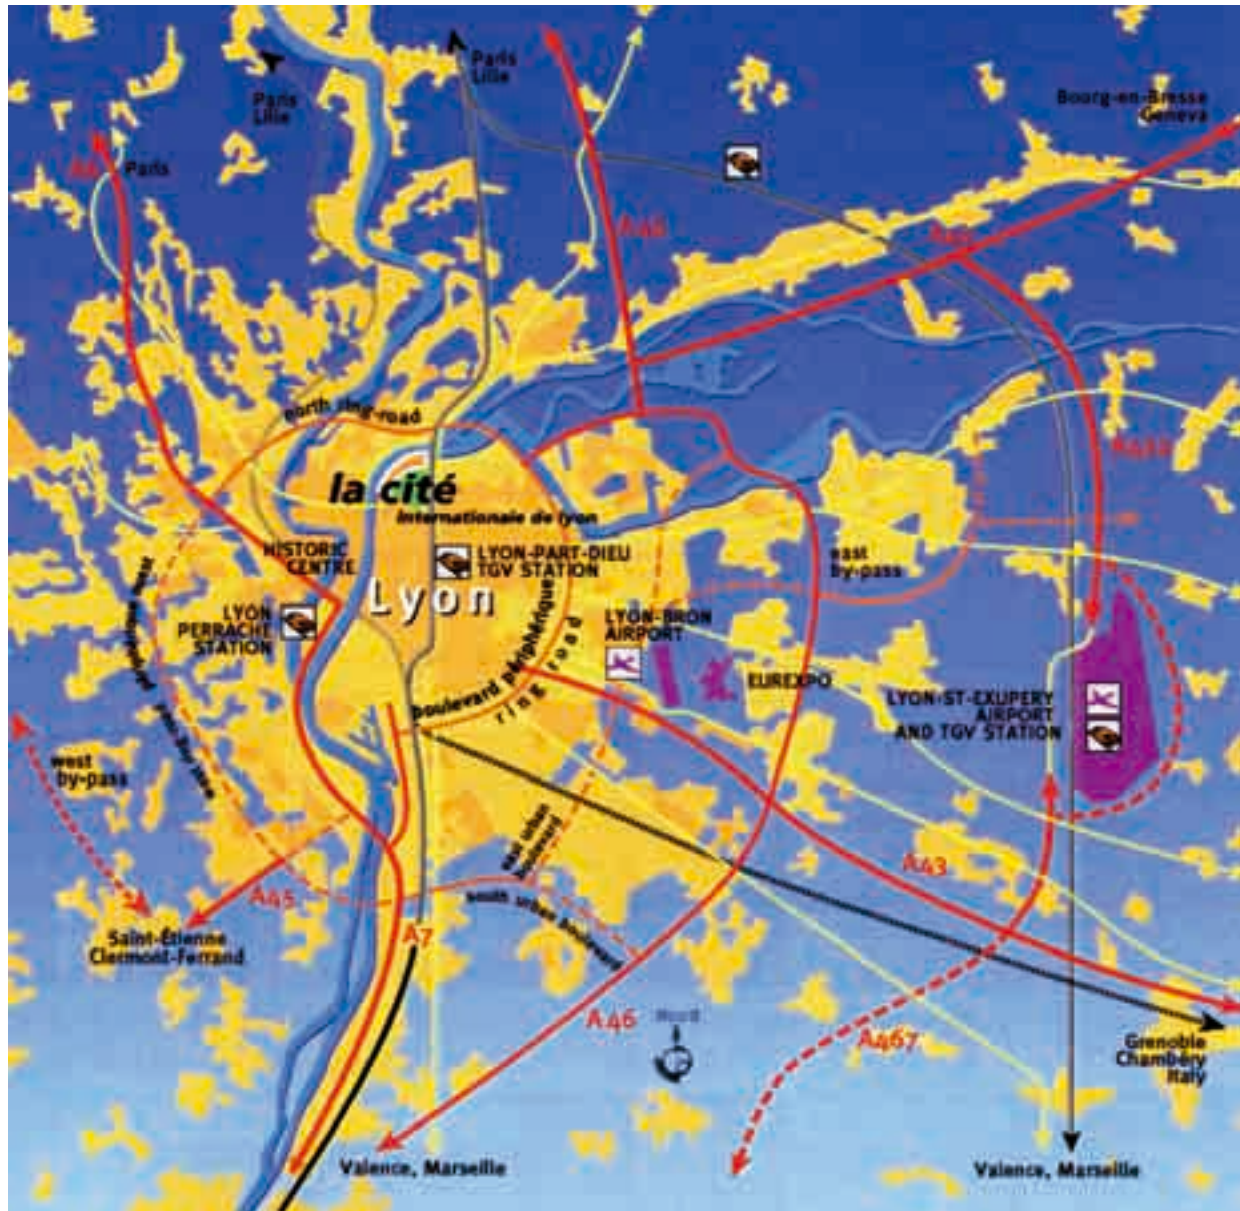 Paris
Lille
Paris
Lille
Bourg-en-Bresse
Geneva
A6
Paris
north ring-road
la cité
internationale de lyon
HISTORIC
CENTRE
LYON-PART-DIEU
TGV STATION
Lyon
LYON
PERRACHE
STATION
east
by-pass
LYON-BRON
AIRPORT
boulevard périphérique
ring road
EUREXPO
LYON-ST-EXUPERY
AIRPORT
AND TGV STATION
west
by-pass
east urban
boulevard
south urban boulevard
A43
A45
Saint-Étienne
Clermont-Ferrand
A7
A46
Nord
A467
Grenoble
Chambéry
Italy
Valence, Marseille
Valence, Marseille